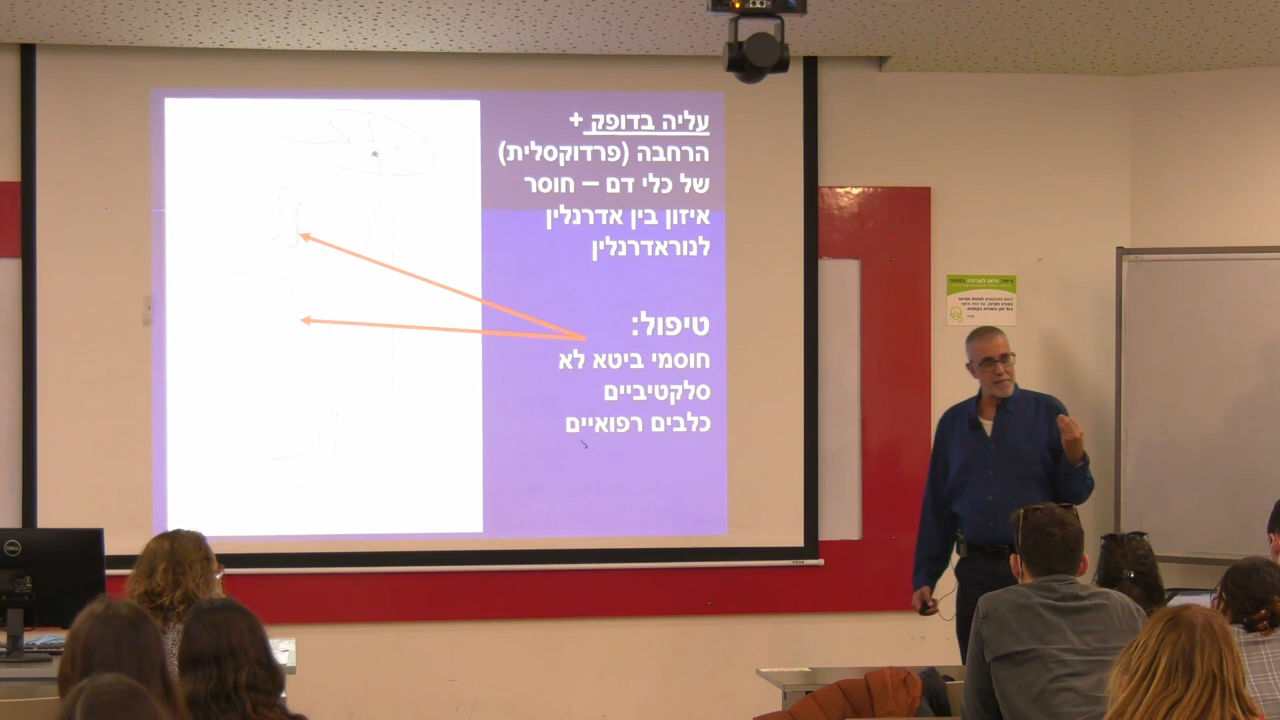 עליה בדופק +
הרחבה (פרדוקסלית)
של כלי דם – חוסר
איזון בין אדרנלין
לנוראדרנלין
טיפול:
חוסמי ביטא לא
סלקטיביים
כלבים רפואיים
DELL